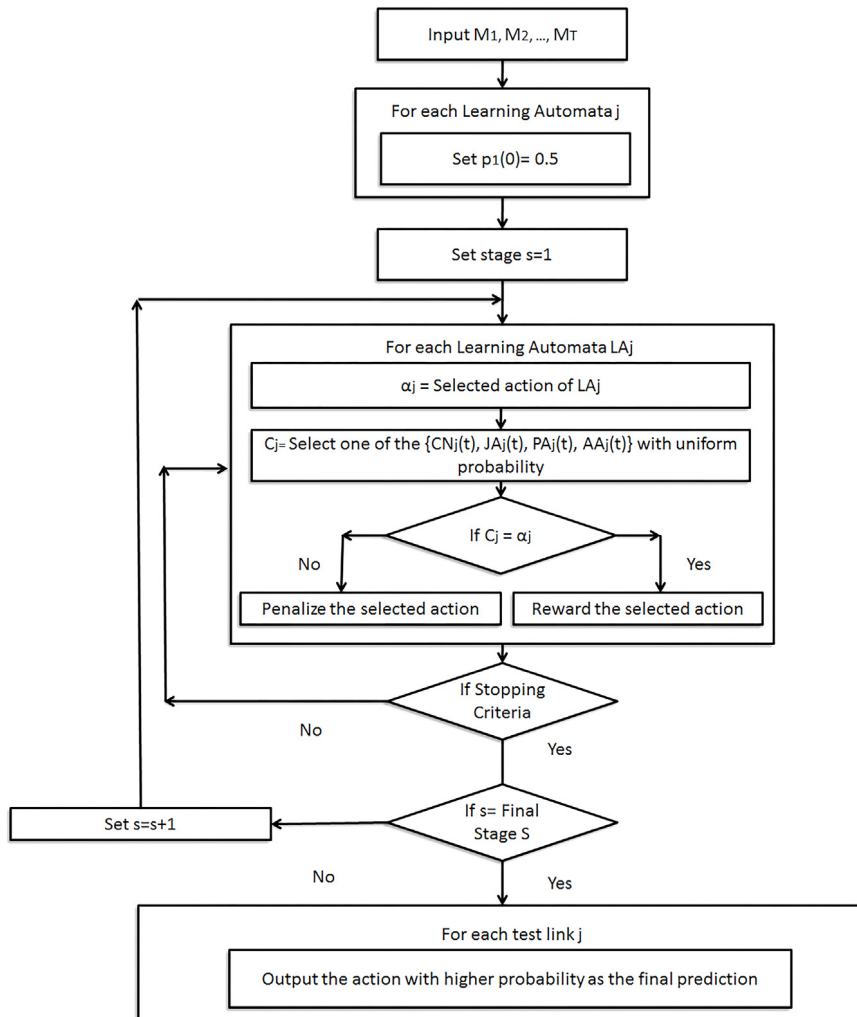 Input M1, M2, ..., MT
For each Learning Automata j
Set p1(0)= 0.5
Set stage s=1
For each Learning Automata LAj
αj = Selected action of LAj
Cj= Select one of the {CNj(t), JAj(t), PAj(t), AAj(t)} with uniform
probability
If Cj = αj
No
Yes
Penalize the selected action
Reward the selected action
If Stopping
Criteria
No
Yes
If s= Final
Stage S
Set s=s+1
No
Yes
For each test link j
Output the action with higher probability as the final prediction